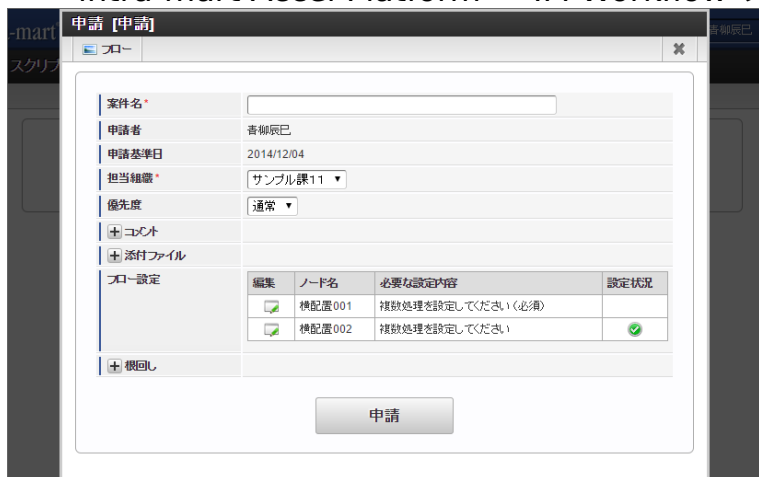 申請 [申請]
-mart
青柳辰巳
フロー
スクリプ
案件名*
申請者 青柳辰巳
申請基準日 2014/12/04
担当組織* サンプル課11
優先度 通常
コメント
添付ファイル
フロー設定
編集 ノード名 必要な設定内容 設定状況
横配置001 複数処理を設定してください(必須)
横配置002 複数処理を設定してください
根回し
申請